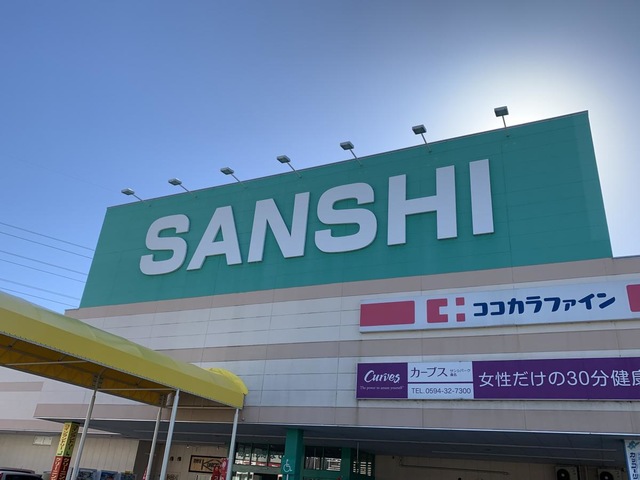 SANSHI
ココカラファイン
Curves
カーブス
TEL.0594-32-7300
女性だけの30分健康